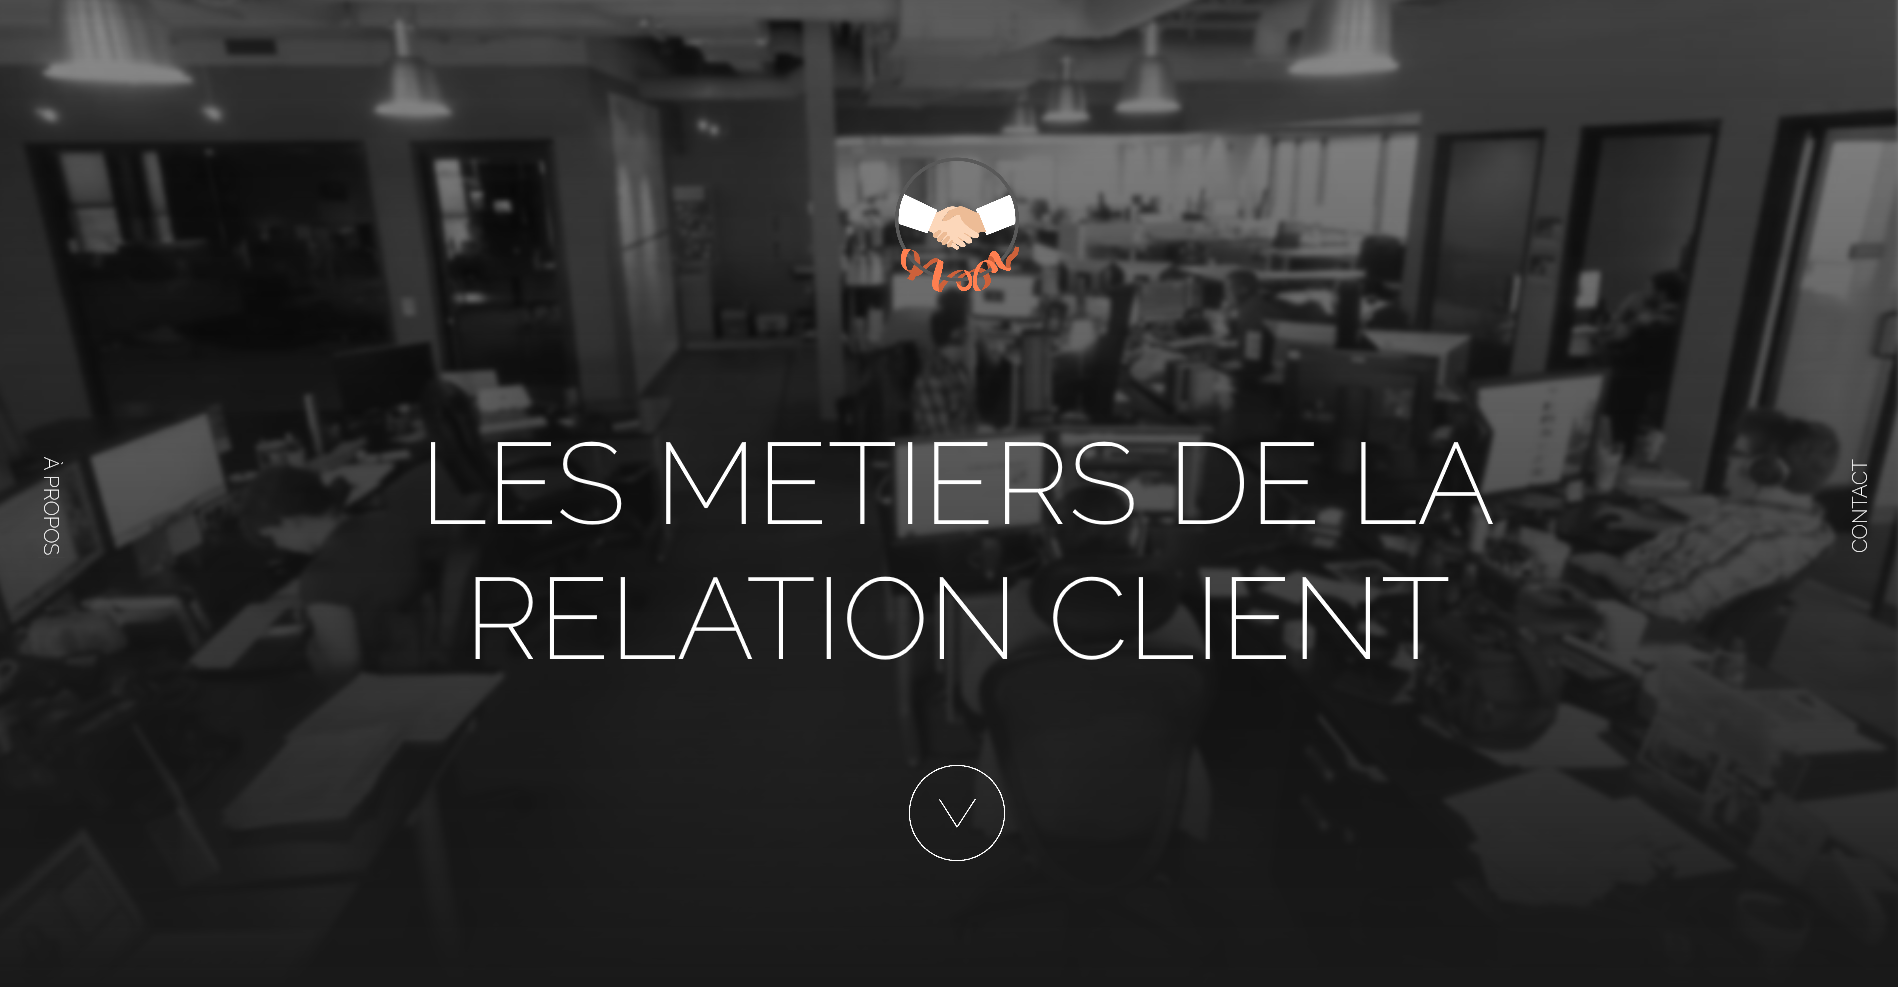 LES METIERS DE LA
RELATION CLIENT
À PROPOS
CONTACT